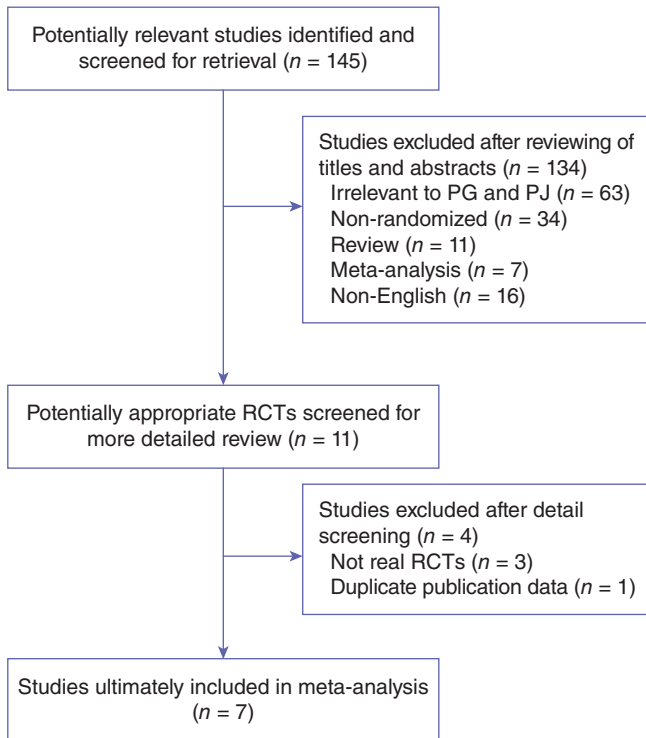 Potentially relevant studies identified and
screened for retrieval (n = 145)
Studies excluded after reviewing of
titles and abstracts (n = 134)
Irrelevant to PG and PJ (n = 63)
Non-randomized (n = 34)
Review (n = 11)
Meta-analysis (n = 7)
Non-English (n = 16)
Potentially appropriate RCTs screened for
more detailed review (n = 11)
Studies excluded after detail
screening (n = 4)
Not real RCTs (n = 3)
Duplicate publication data (n = 1)
Studies ultimately included in meta-analysis
(n = 7)